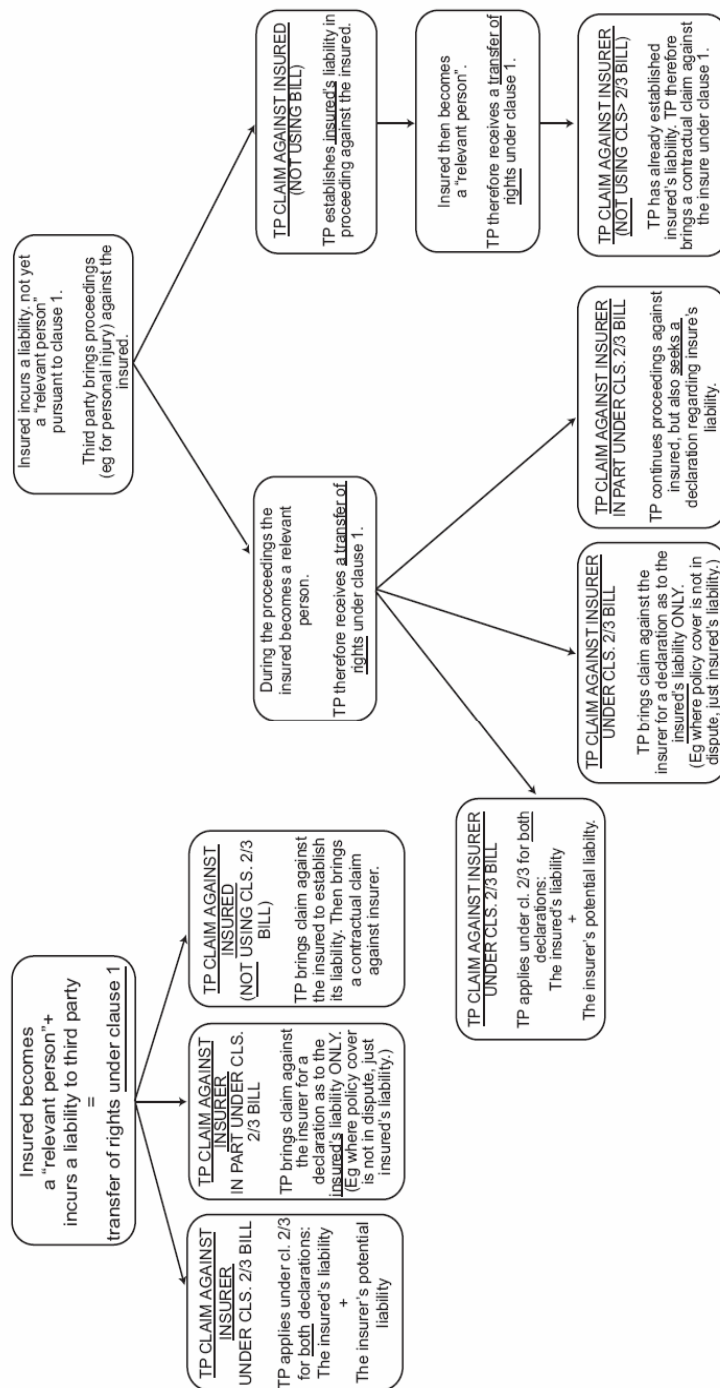 Insured becomes
a “relevant person”+
incurs a liability to third party
=
transfer of rights under clause 1
TP CLAIM AGAINST
INSURER
UNDER CLS. 2/3 BILL
TP applies under cl. 2/3
for both declarations:
The insured’s liability
+
The insurer’s potential
liability
TP CLAIM AGAINST
INSURER
IN PART UNDER CLS.
2/3 BILL
TP brings claim against
the insurer for a
declaration as to the
insured’s liability ONLY.
(Eg where policy cover
is not in dispute, just
insured’s liability.)
TP CLAIM AGAINST
INSURED
(NOT USING CLS. 2/3
BILL)
TP brings claim against
the insured to establish
its liability. Then brings
a contractual claim
against insurer.
Insured incurs a liability. not yet
a “relevant person”
pursuant to clause 1.
Third party brings proceedings
(eg for personal injury) against the
insured.
During the proceedings the
insured becomes a relevant
person.
TP therefore receives a transfer of
rights under clause 1.
TP CLAIM AGAINST INSURER
UNDER CLS. 2/3 BILL
TP applies under cl. 2/3 for both
declarations:
The insured’s liability
+
The insurer’s potential liabilty.
TP CLAIM AGAINST INSURER
UNDER CLS. 2/3 BILL
TP brings claim against the
insurer for a declaration as to the
insured’s liability ONLY.
(Eg where policy cover is not in
dispute, just insured’s liability.)
TP CLAIM AGAINST INSURER
IN PART UNDER CLS. 2/3 BILL
TP continues proceedings against
insured, but also seeks a
declaration regarding insure’s
liability.
TP CLAIM AGAINST INSURED
(NOT USING BILL)
TP establishes insured’s liability in
proceeding against the insured.
Insured then becomes
a “relevant person”.
TP therefore receives a transfer of
rights under clause 1.
TP CLAIM AGAINST INSURER
(NOT USING CLS> 2/3 BILL)
TP has already established
insured’s liability. TP therefore
brings a contractual claim against
the insure under clause 1.